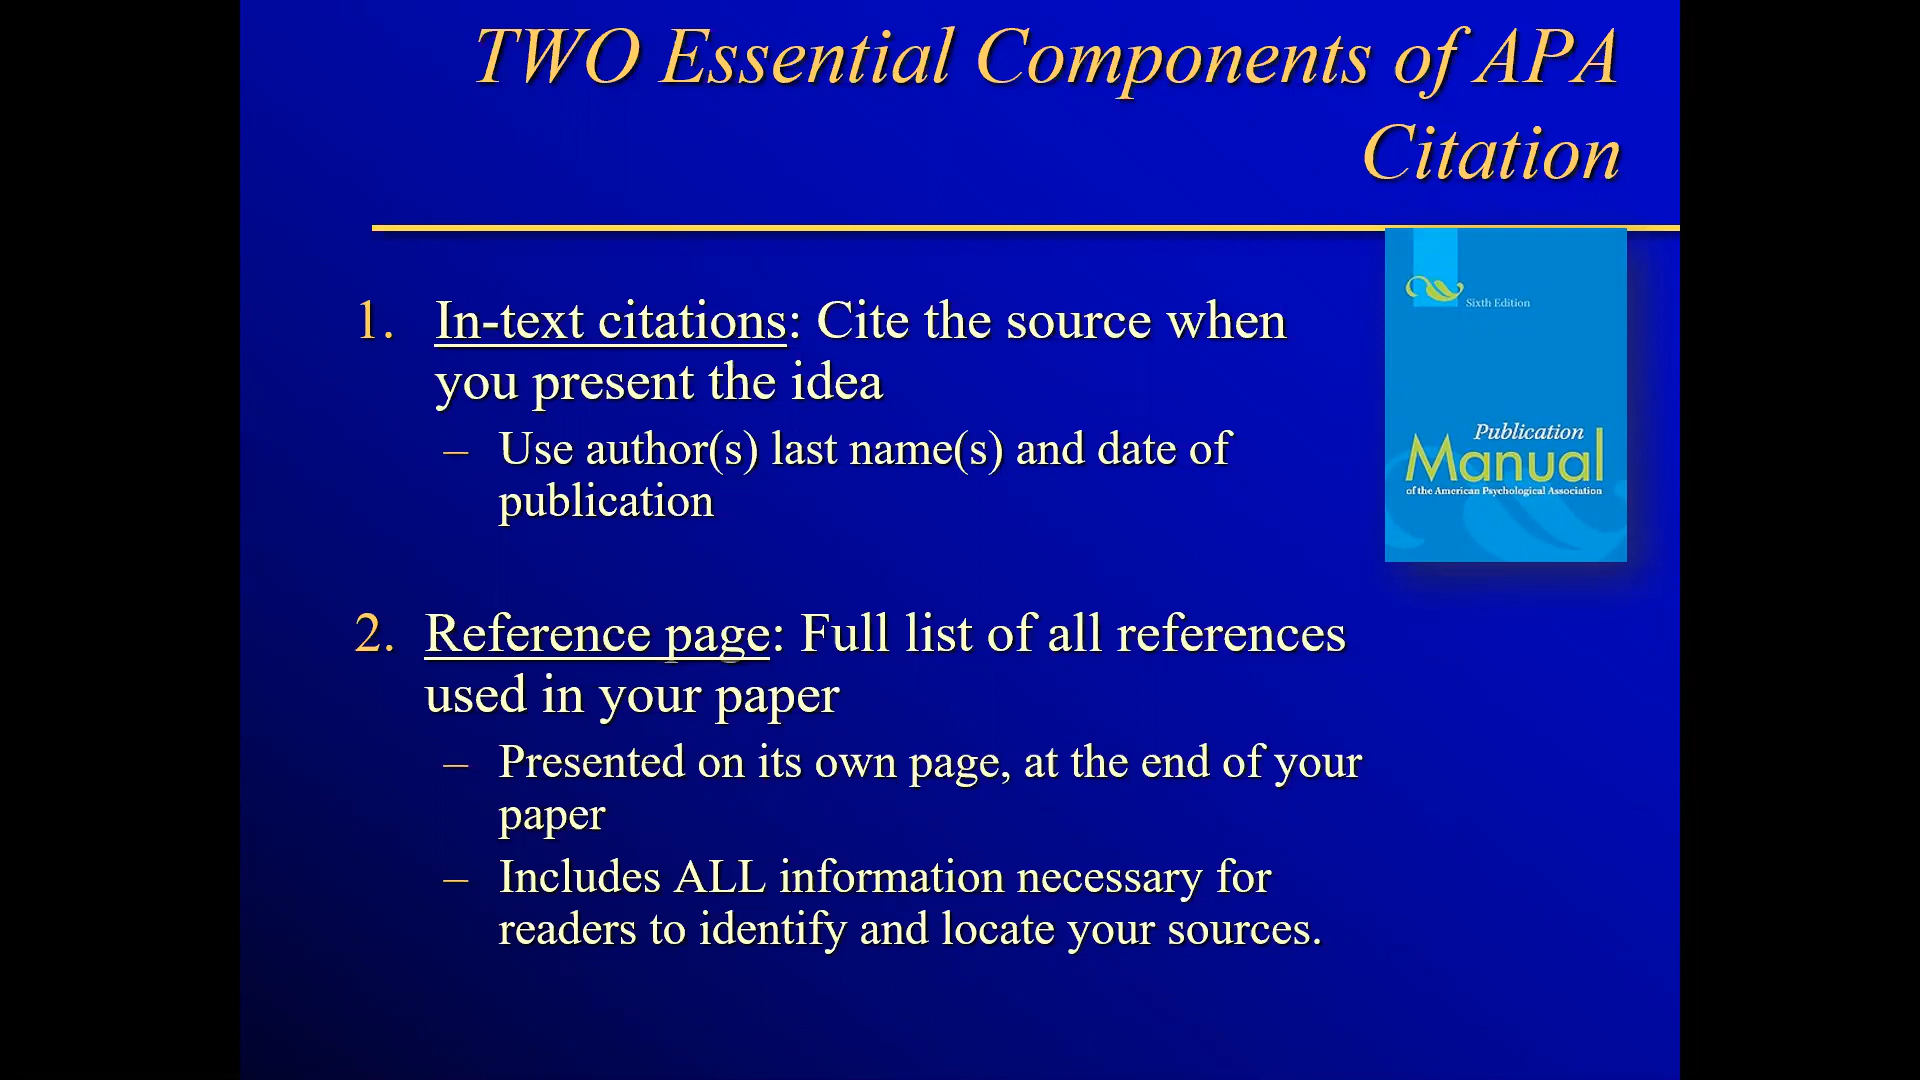 TWO Essential Components of APA
Citation
1. In-text citations: Cite the source when
you present the idea
– Use author(s) last name(s) and date of
publication
2. Reference page: Full list of all references
used in your paper
– Presented on its own page, at the end of your
paper
– Includes ALL information necessary for
readers to identify and locate your sources.
Sixth Edition
Publication
Manual
of the American Psychological Association